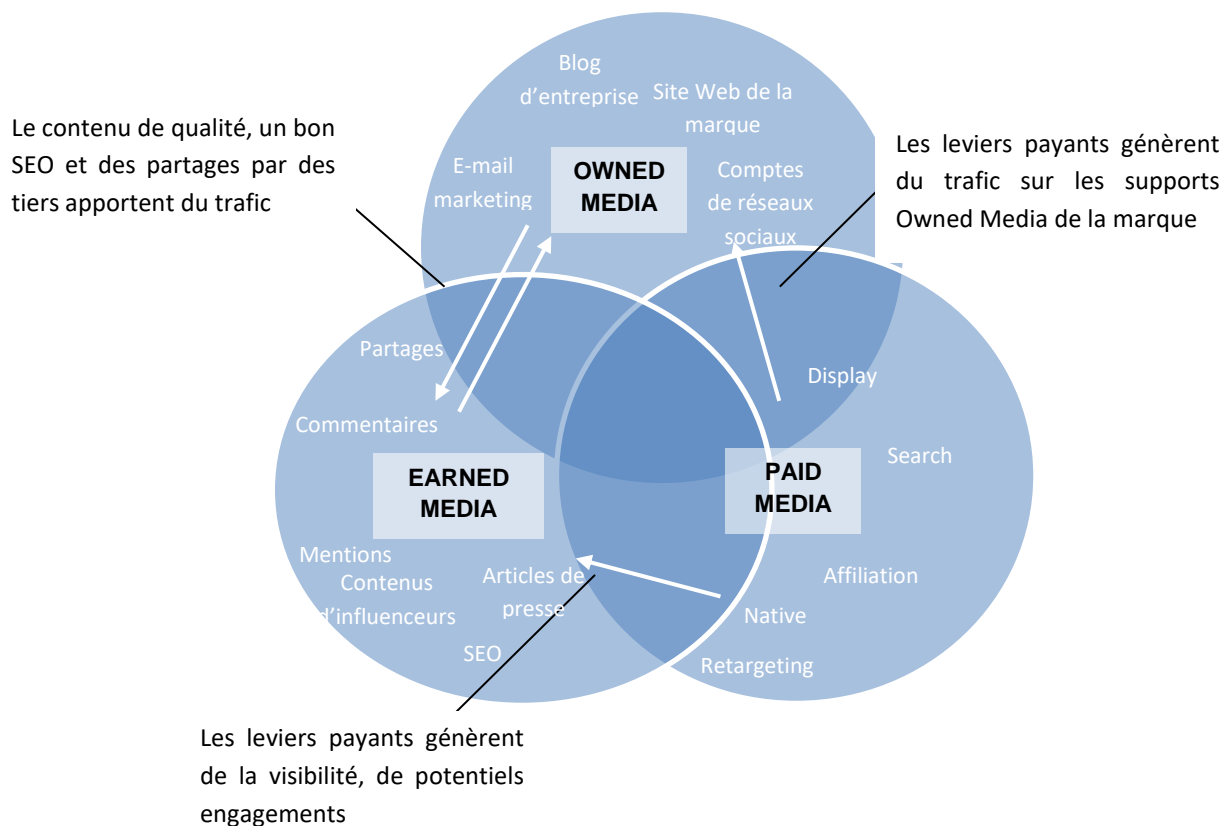 Blog
d’entreprise
Site Web de la
marque
Le contenu de qualité, un bon
SEO et des partages par des
tiers apportent du trafic
Les leviers payants génèrent
du trafic sur les supports
Owned Media de la marque
E-mail
marketing
OWNED
MEDIA
Comptes
de réseaux
sociaux
Partages
Display
Commentaires
Search
EARNED
MEDIA
PAID
MEDIA
Mentions
Contenus
d’influenceurs
Articles de
presse
Affiliation
Native
SEO
Retargeting
Les leviers payants génèrent
de la visibilité, de potentiels
engagements